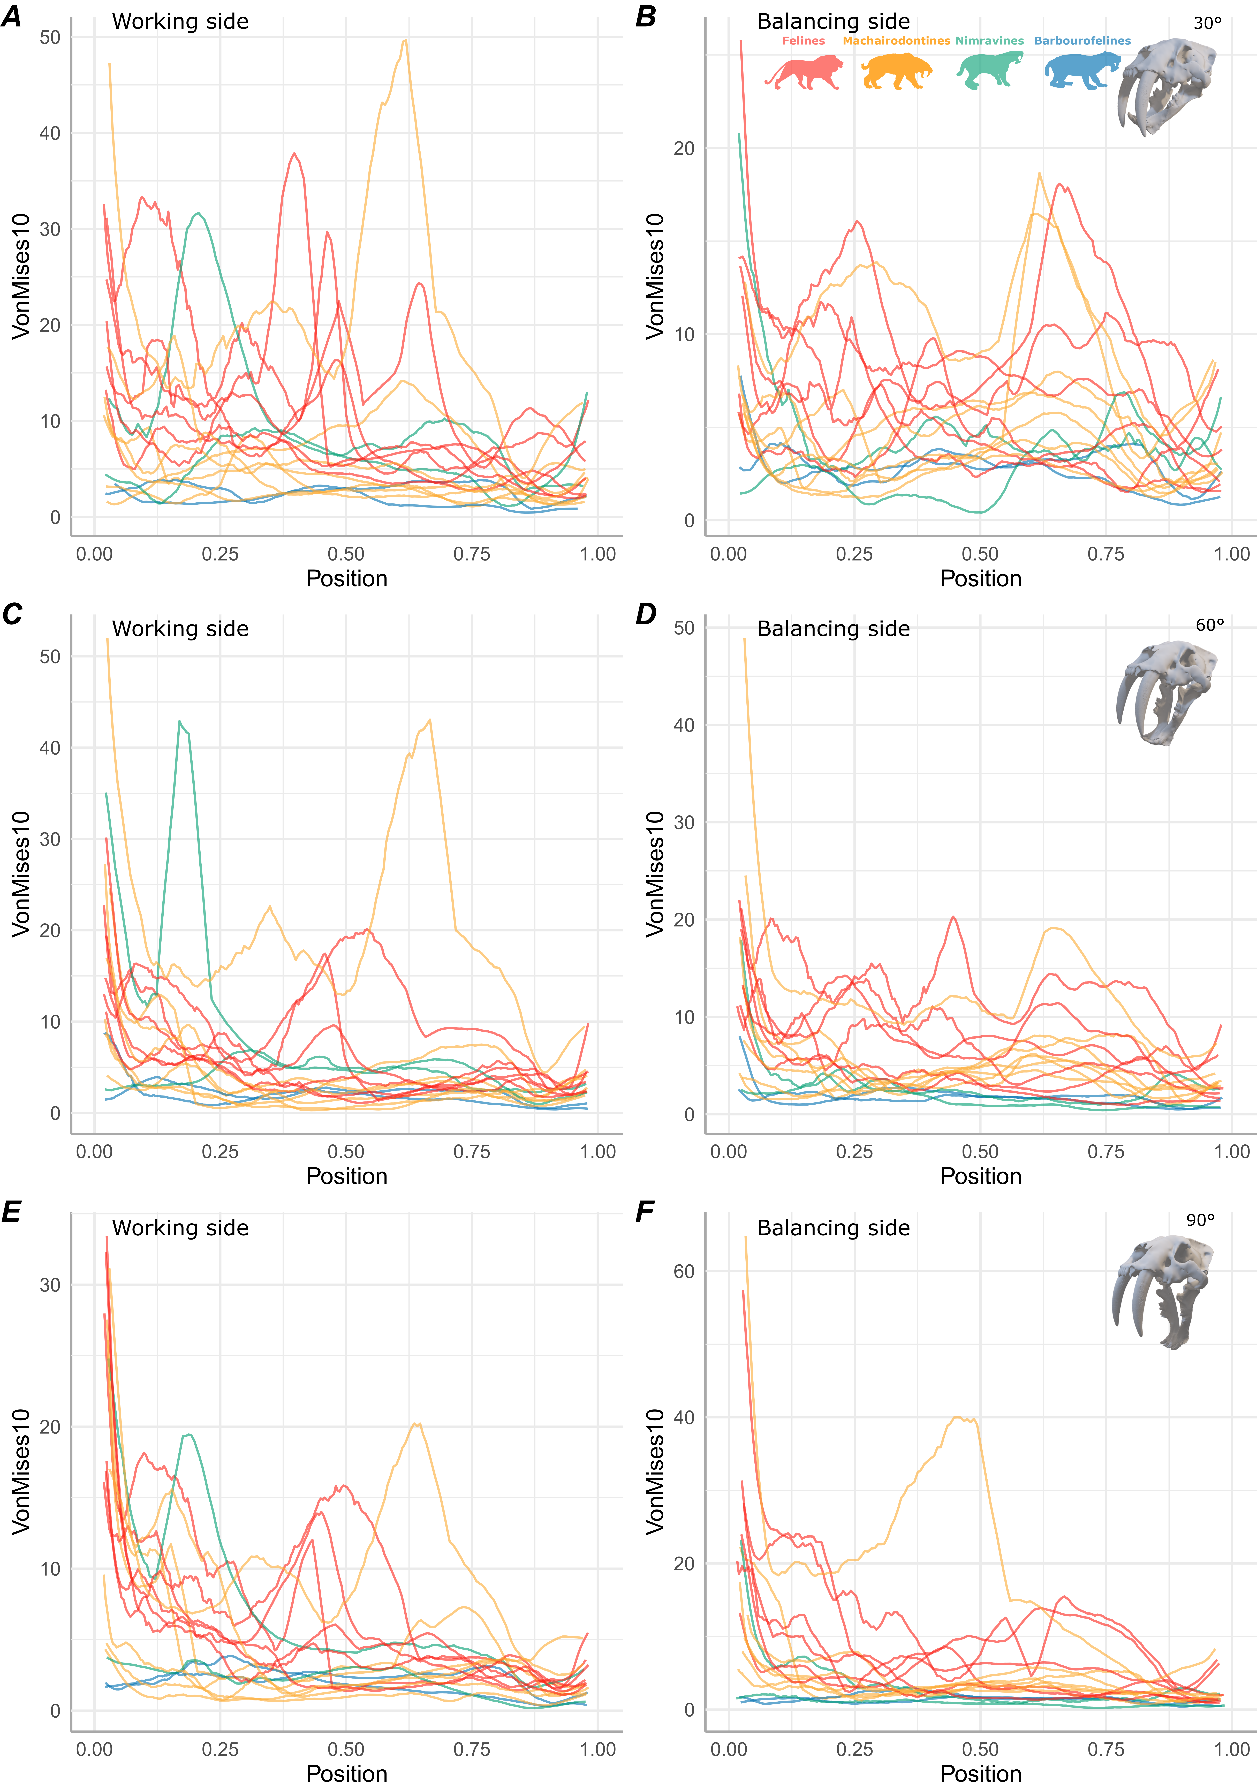 A
Working side
50
40
30
20
10
0
VonMises10
0.00 0.25 0.50 0.75 1.00
Position
B
Balancing side
30º
Felines Machairodontines Nimravines Barbourofelines
20
10
0
VonMises10
0.00 0.25 0.50 0.75 1.00
Position
C
Working side
50
40
30
20
10
0
VonMises10
0.00 0.25 0.50 0.75 1.00
Position
D
Balancing side
60º
50
40
30
20
10
0
VonMises10
0.00 0.25 0.50 0.75 1.00
Position
E
Working side
30
20
10
0
VonMises10
0.00 0.25 0.50 0.75 1.00
Position
F
Balancing side
90º
60
40
20
0
VonMises10
0.00 0.25 0.50 0.75 1.00
Position